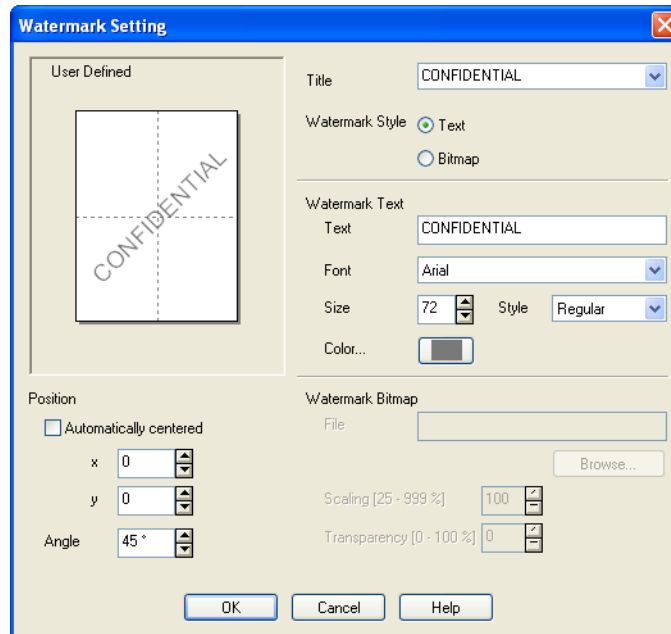 Watermark Setting
User Defined
CONFIDENTIAL
Title CONFIDENTIAL
Watermark Style Text
Bitmap
Watermark Text
Text CONFIDENTIAL
Font Arial
Size 72 Style Regular
Color...
Position
Automatically centered
x 0
y 0
Angle 45 °
Watermark Bitmap
File
Browse...
Scaling [25 - 999 %] 100
Transparency [0 - 100 %] 0
OK Cancel Help